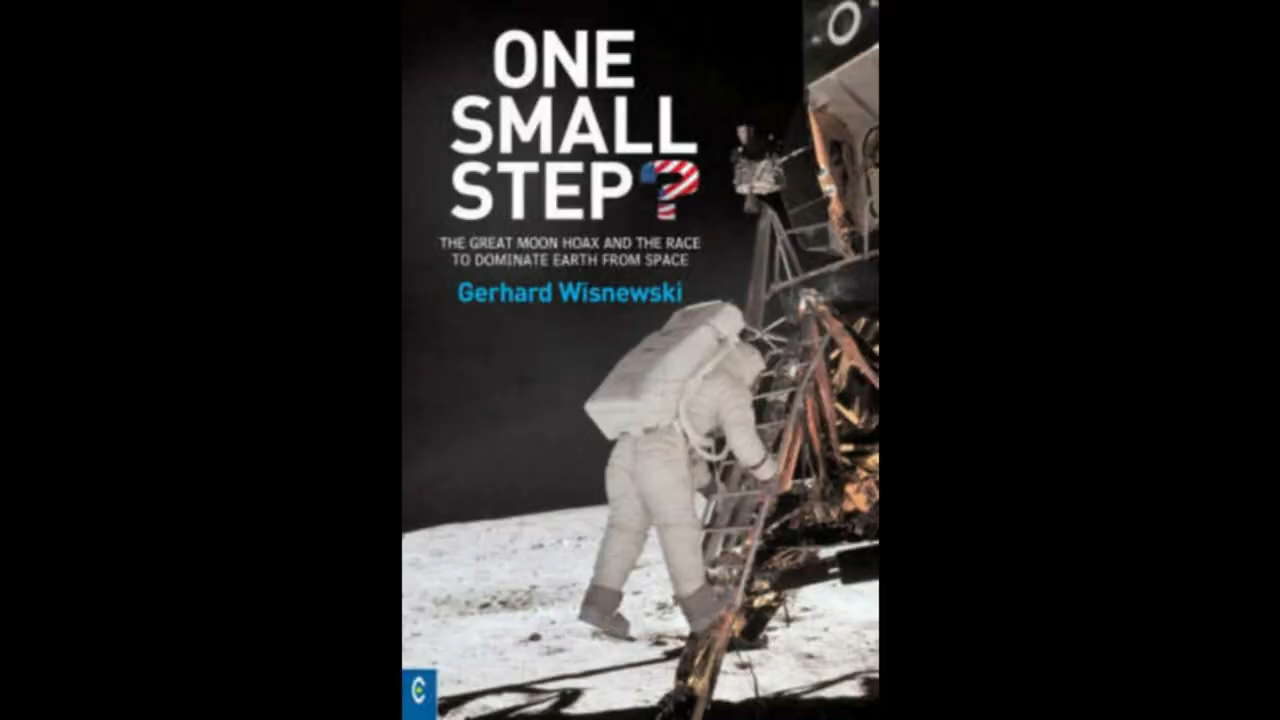 ONE
SMALL
STEP?
THE GREAT MOON HOAX AND THE RACE
TO DOMINATE EARTH FROM SPACE
Gerhard Wisnewski